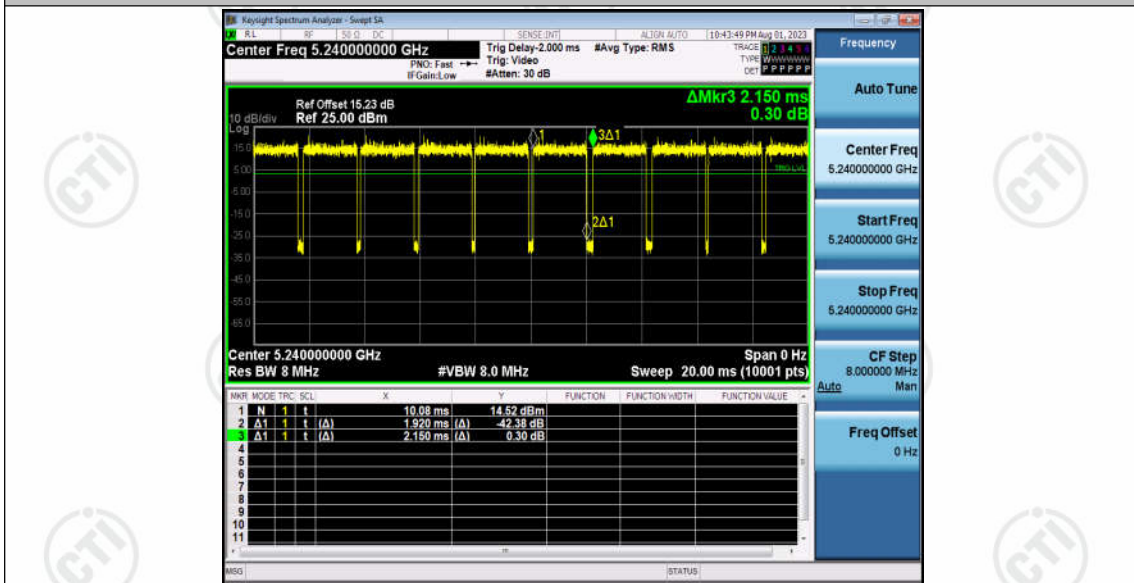 Keysight Spectrum Analyzer - Swept SA
RL RF 50 Ω DC SENSE:INT ALIGN AUTO 10:43:49 PM Aug 01, 2023
Center Freq 5.240000000 GHz Trig Delay-2.000 ms #Avg Type: RMS TRACE 1 2 3 4 5 6
PNO: Fast Trig: Video TYPE WWWWWW
IFGain:Low #Atten: 30 dB DET P P P P P P
Frequency
Auto Tune
Center Freq
5.240000000 GHz
Start Freq
5.240000000 GHz
Stop Freq
5.240000000 GHz
CF Step
8.000000 MHz
Auto Man
Freq Offset
0 Hz
ΔMkr3 2.150 ms
0.30 dB
Ref Offset 15.23 dB
10 dB/div Ref 25.00 dBm
Log
15.0
5.00
-5.00
-15.0
-25.0
-35.0
-45.0
-55.0
-65.0
1
3Δ1
TRIG LVL
2Δ1
Center 5.240000000 GHz Span 0 Hz
Res BW 8 MHz #VBW 8.0 MHz Sweep 20.00 ms (10001 pts)
MKR MODE TRC SCL X Y FUNCTION FUNCTION WIDTH FUNCTION VALUE
1 N 1 t 10.08 ms 14.52 dBm
2 Δ1 1 t (Δ) 1.920 ms (Δ) -42.38 dB
3 Δ1 1 t (Δ) 2.150 ms (Δ) 0.30 dB
4
5
6
7
8
9
10
11
MSG STATUS
CTI
CTI
CTI
CTI